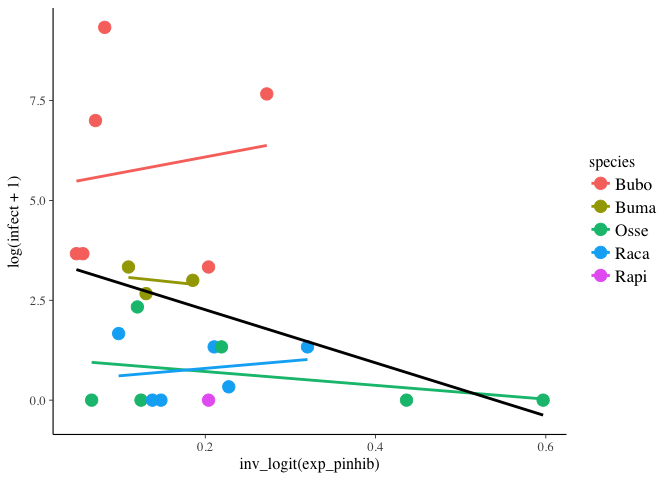 7.5
5.0
2.5
0.0
log(infect + 1)
0.2
0.4
0.6
inv_logit(exp_pinhib)
species
Bubo
Buma
Osse
Raca
Rapi